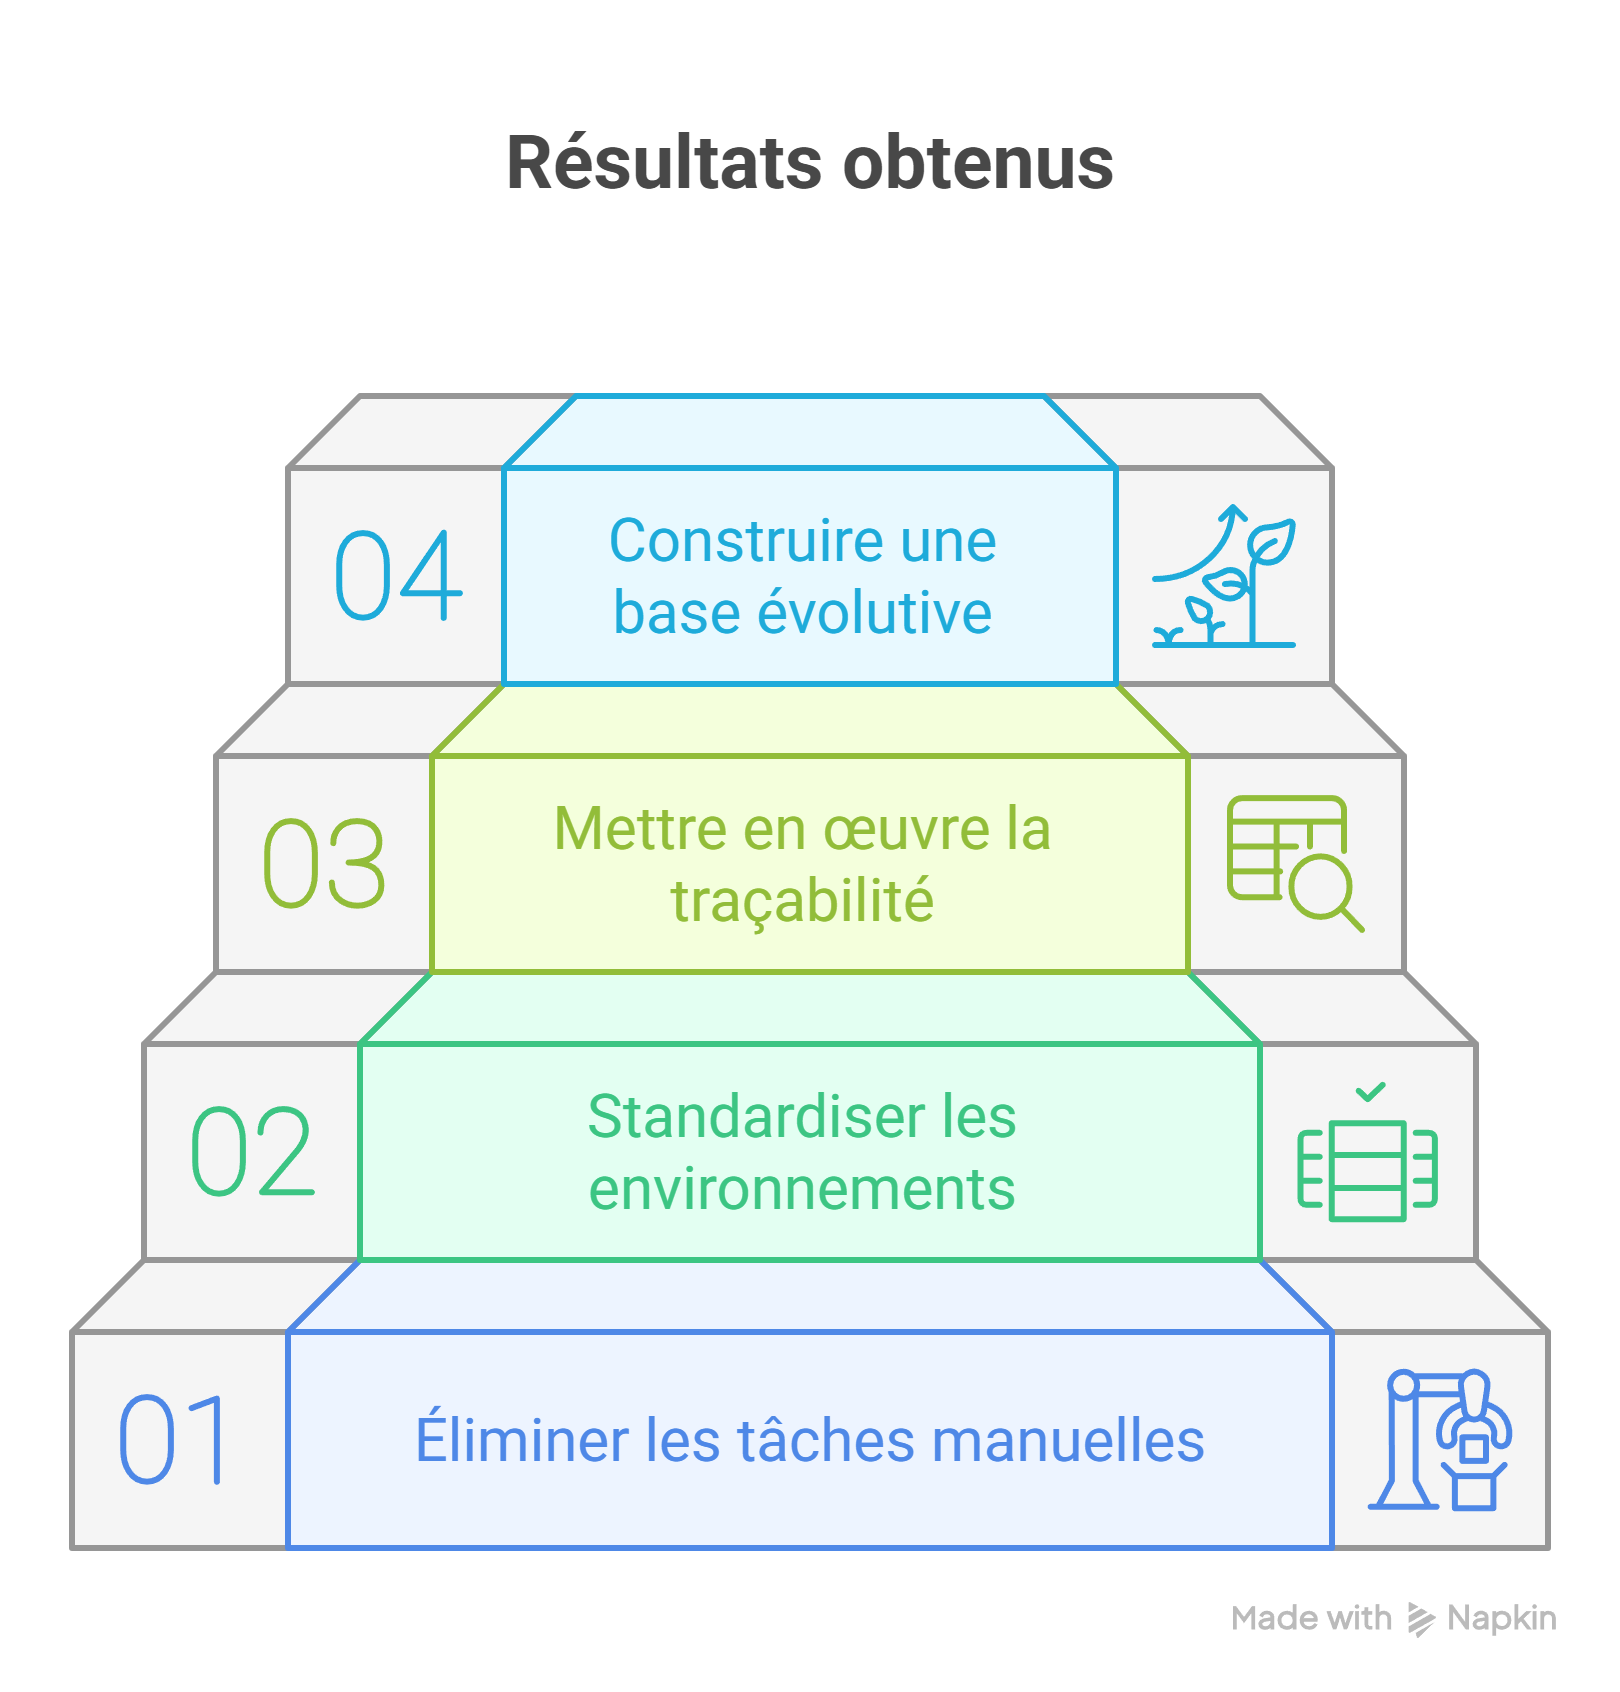 Résultats obtenus
04
Construire une
base évolutive
03
Mettre en œuvre la
traçabilité
02
Standardiser les
environnements
01
Éliminer les tâches manuelles
Made with Napkin